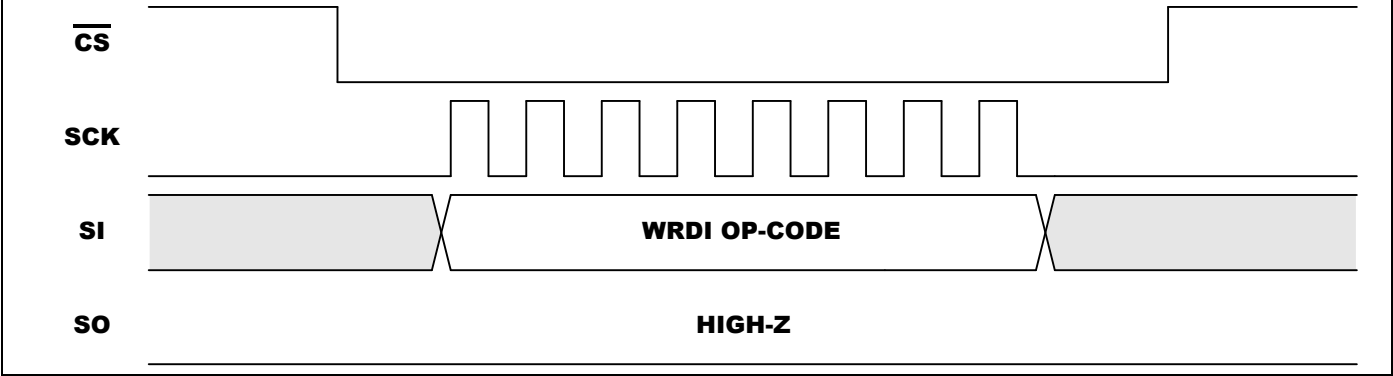 CS
SCK
SI
WRDI OP-CODE
SO
HIGH-Z